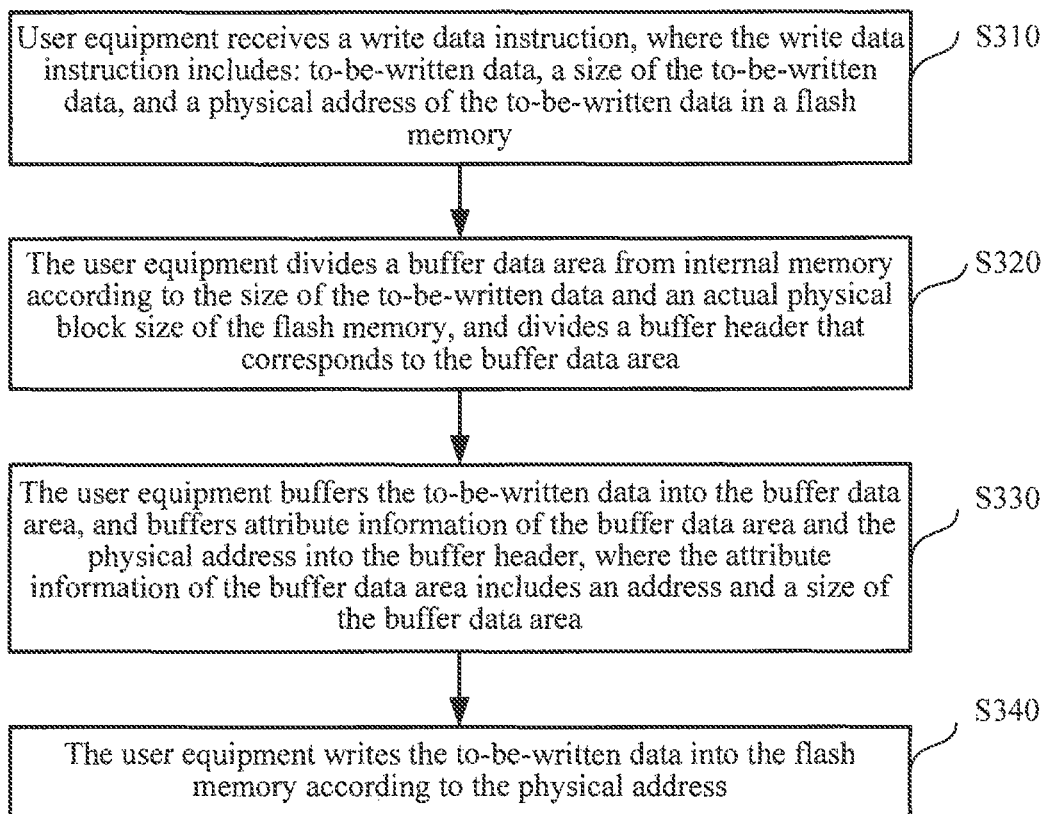 User equipment receives a write data instruction, where the write data
instruction includes: to-be-written data, a size of the to-be-written
data, and a physical address of the to-be-written data in a flash
memory
S310
The user equipment divides a buffer data area from internal memory
according to the size of the to-be-written data and an actual physical
block size of the flash memory, and divides a buffer header that
corresponds to the buffer data area
S320
The user equipment buffers the to-be-written data into the buffer data
area, and buffers attribute information of the buffer data area and the
physical address into the buffer header, where the attribute
information of the buffer data area includes an address and a size of
the buffer data area
S330
The user equipment writes the to-be-written data into the flash
memory according to the physical address
S340